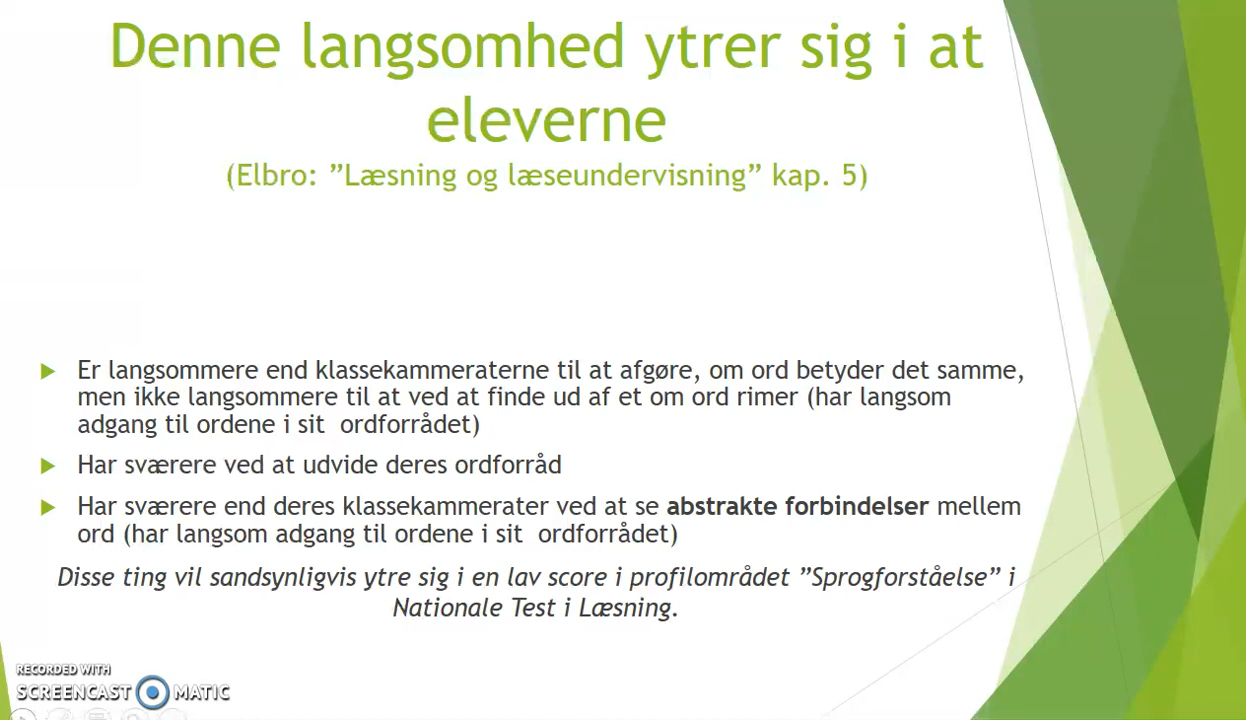 Denne langsomhed ytrer sig i at
eleverne
(Elbro: ”Læsning og læseundervisning” kap. 5)
Er langsommere end klassekammeraterne til at afgøre, om ord betyder det samme,
men ikke langsommere til at ved at finde ud af et om ord rimer (har langsom
adgang til ordene i sit  ordforrådet)
Har sværere ved at udvide deres ordforråd
Har sværere end deres klassekammerater ved at se abstrakte forbindelser mellem
ord (har langsom adgang til ordene i sit  ordforrådet)
Disse ting vil sandsynligvis ytre sig i en lav score i profilområdet ”Sprogforståelse” i
Nationale Test i Læsning.
RECORDED WITH
SCREENCAST MATIC